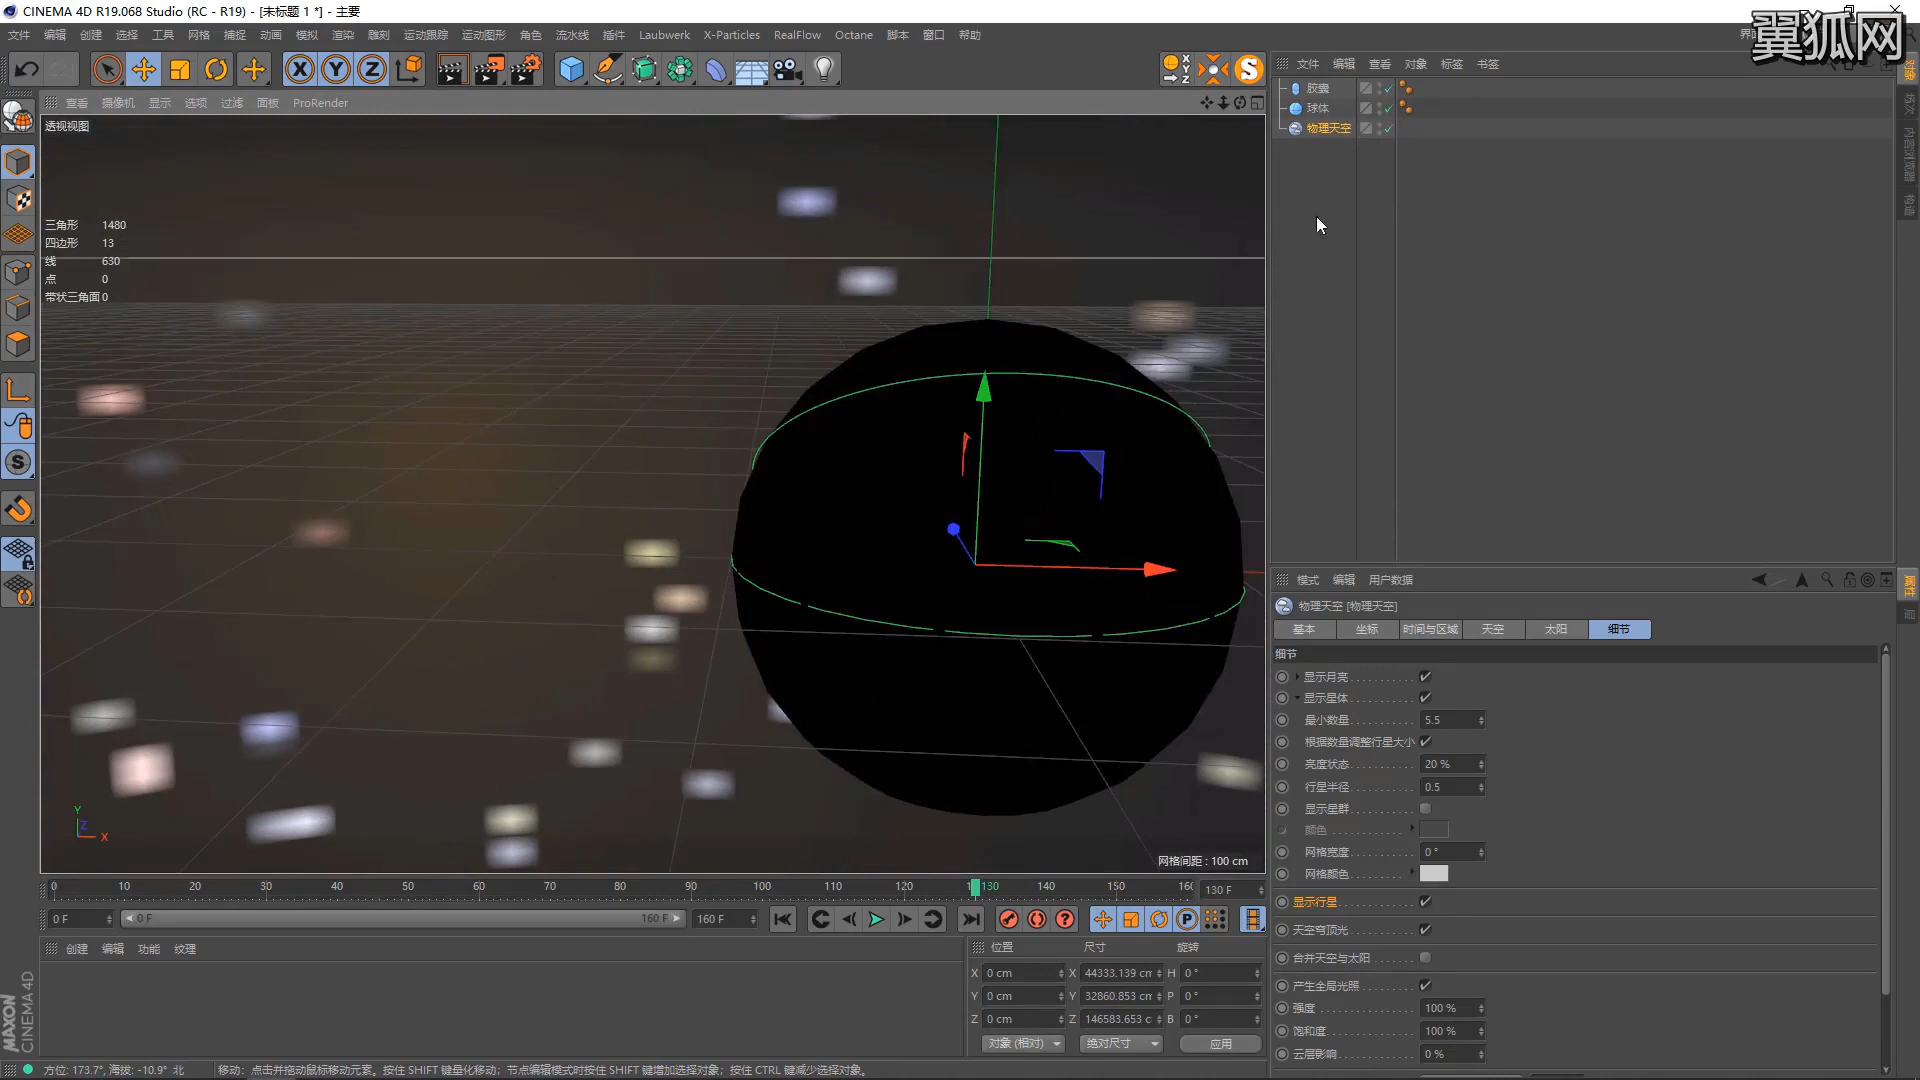 CINEMA 4D R19.068 Studio (RC - R19) - [未标题 1 *] - 主要
文件 编辑 创建 选择 工具 网格 捕捉 动画 模拟 渲染 雕刻 运动跟踪 运动图形 角色 流水线 插件 Laubwerk X-Particles RealFlow Octane 脚本 窗口 帮助
翼狐网
查看 摄像机 显示 选项 过滤 面板 ProRender
透视视图
三角形 1480
四边形 13
线 630
点 0
带状三角面 0
Y
Z
X
网格间距 : 100 cm
0 10 20 30 40 50 60 70 80 90 100 110 120 130 140 150 160
130 F
0 F
0 F 160 F
160 F
创建 编辑 功能 纹理
位置 尺寸 旋转
X 0 cm X 44333.139 cm H 0 °
Y 0 cm Y 32860.853 cm P 0 °
Z 0 cm Z 146583.653 c B 0 °
对象 (相对) 绝对尺寸 应用
MAXON
CINEMA 4D
方位: 173.7°, 海拔: -10.9° 北
移动: 点击并拖动鼠标移动元素。按住 SHIFT 键量化移动; 节点编辑模式时按住 SHIFT 键增加选择对象; 按住 CTRL 键减少选择对象。
文件 编辑 查看 对象 标签 书签
胶囊
球体
物理天空
对象
场次
内容浏览器
构造
模式 编辑 用户数据
属性
层
物理天空 [物理天空]
基本 坐标 时间与区域 天空 太阳 细节
细节
显示月亮
显示星体
最小数量 5.5
根据数量调整行星大小
亮度状态 20 %
行星半径 0.5
显示星群
颜色
网格宽度 0 °
网格颜色
显示行星
天空穹顶光
合并天空与太阳
产生全局光照
强度 100 %
饱和度 100 %
云层影响 0 %